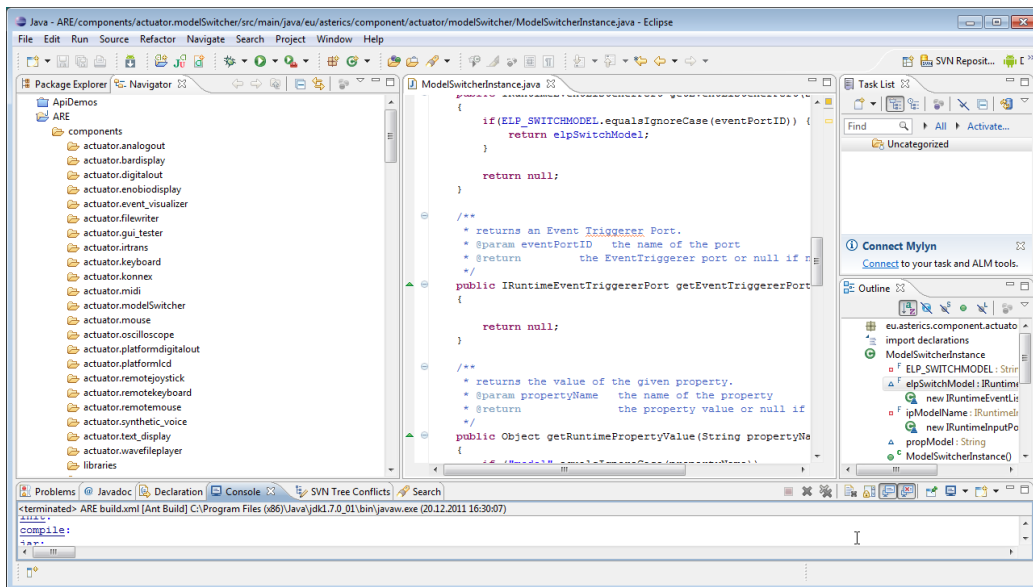 Java - ARE/components/actuator.modelSwitcher/src/main/java/eu/asterics/component/actuator/modelSwitcher/ModelSwitcherInstance.java - Eclipse
File Edit Run Source Refactor Navigate Search Project Window Help
SVN Reposit...
Package Explorer Navigator
ApiDemos
ARE
components
actuator.analogout
actuator.bardisplay
actuator.digitalout
actuator.enobiodisplay
actuator.event_visualizer
actuator.filewriter
actuator.gui_tester
actuator.irtrans
actuator.keyboard
actuator.konnex
actuator.midi
actuator.modelSwitcher
actuator.mouse
actuator.oscilloscope
actuator.platformdigitalout
actuator.platformlcd
actuator.remotejoystick
actuator.remotekeyboard
actuator.remotemouse
actuator.synthetic_voice
actuator.text_display
actuator.wavefileplayer
libraries
ModelSwitcherInstance.java
{
if(ELP_SWITCHMODEL.equalsIgnoreCase(eventPortID)) {
return elpSwitchModel;
}
return null;
}
/**
* returns an Event Triggerer Port.
* @param eventPortID the name of the port
* @return the EventTriggerer port or null if n
*/
public IRuntimeEventTriggererPort getEventTriggererPort
{
return null;
}
/**
* returns the value of the given property.
* @param propertyName the name of the property
* @return the property value or null if
*/
public Object getRuntimePropertyValue(String propertyNa
{
if ("model".equalsIgnoreCase(propertyName))
Task List
Find All Activate...
Uncategorized
Connect Mylyn
Connect to your task and ALM tools.
Outline
eu.asterics.component.actuato
import declarations
ModelSwitcherInstance
ELP_SWITCHMODEL : Strin
elpSwitchModel : IRuntime
new IRuntimeEventLis
ipModelName : IRuntimeIn
new IRuntimeInputPo
propModel : String
ModelSwitcherInstance()
Problems Javadoc Declaration Console SVN Tree Conflicts Search
<terminated> ARE build.xml [Ant Build] C:\Program Files (x86)\Java\jdk1.7.0_01\bin\javaw.exe (20.12.2011 16:30:07)
init:
compile:
jar: